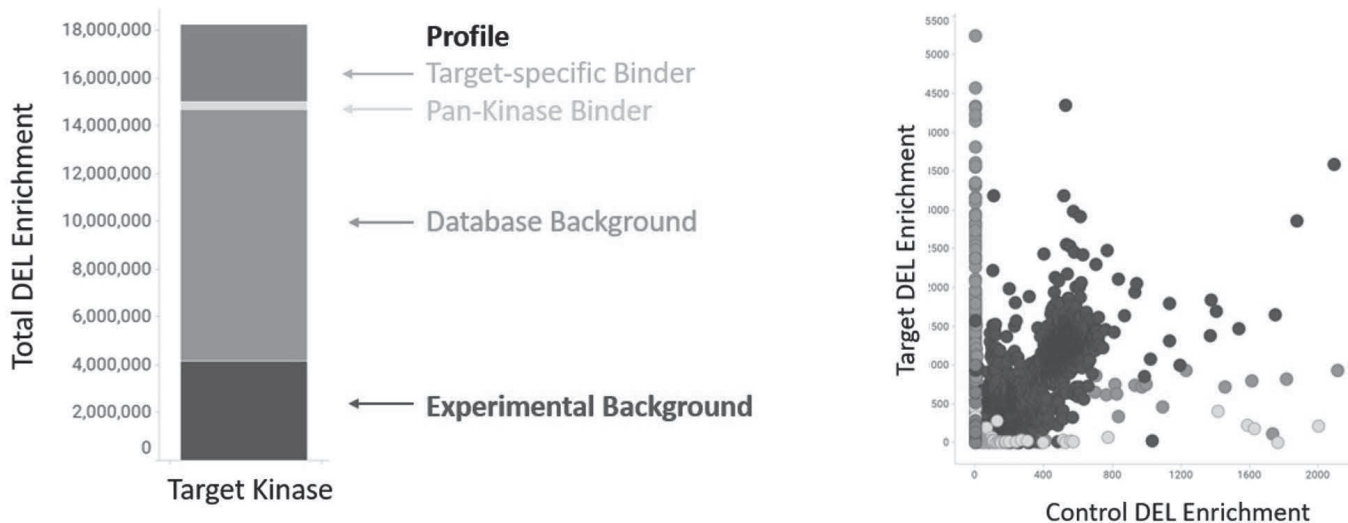 18,000,000
16,000,000
14,000,000
12,000,000
10,000,000
8,000,000
6,000,000
4,000,000
2,000,000
0
Total DEL Enrichment
Target Kinase
Profile
Target-specific Binder
Pan-Kinase Binder
Database Background
Experimental Background
5500
5000
4500
500
0
Target DEL Enrichment
0 400 800 1200 1600 2000
Control DEL Enrichment